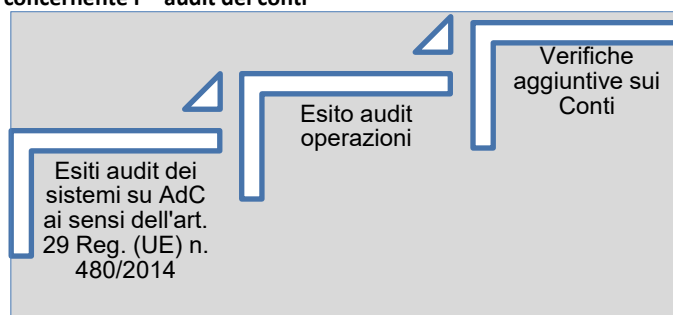 concernente l'"audit dei conti"
Esiti audit dei
sistemi su AdC
ai sensi dell'art.
29 Reg. (UE) n.
480/2014
Esito audit
operazioni
Verifiche
aggiuntive sui
Conti